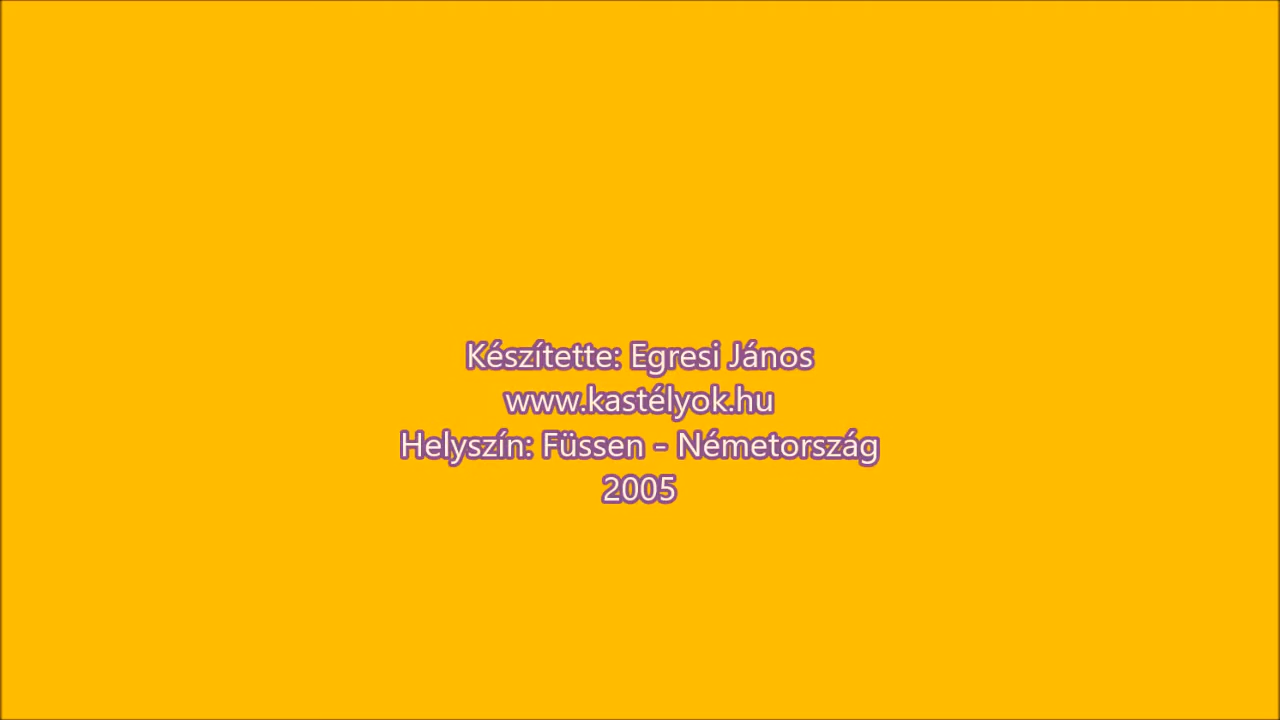 Készítette: Egresi János
www.kastélyok.hu
Helyszín: Füssen - Németország
2005